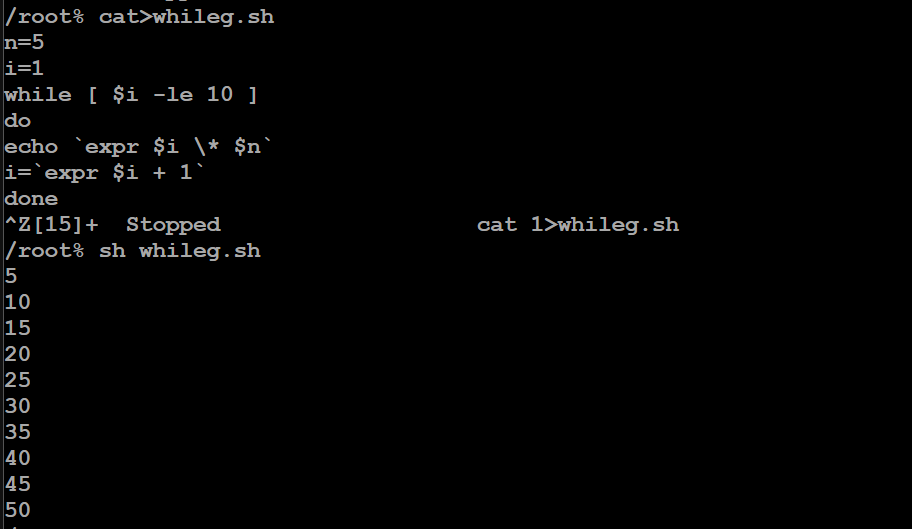 /root% cat>whileg.sh
n=5
i=1
while [ $i -le 10 ]
do
echo `expr $i \* $n`
i=`expr $i + 1`
done
^Z[15]+  Stopped                   cat 1>whileg.sh
/root% sh whileg.sh
5
10
15
20
25
30
35
40
45
50